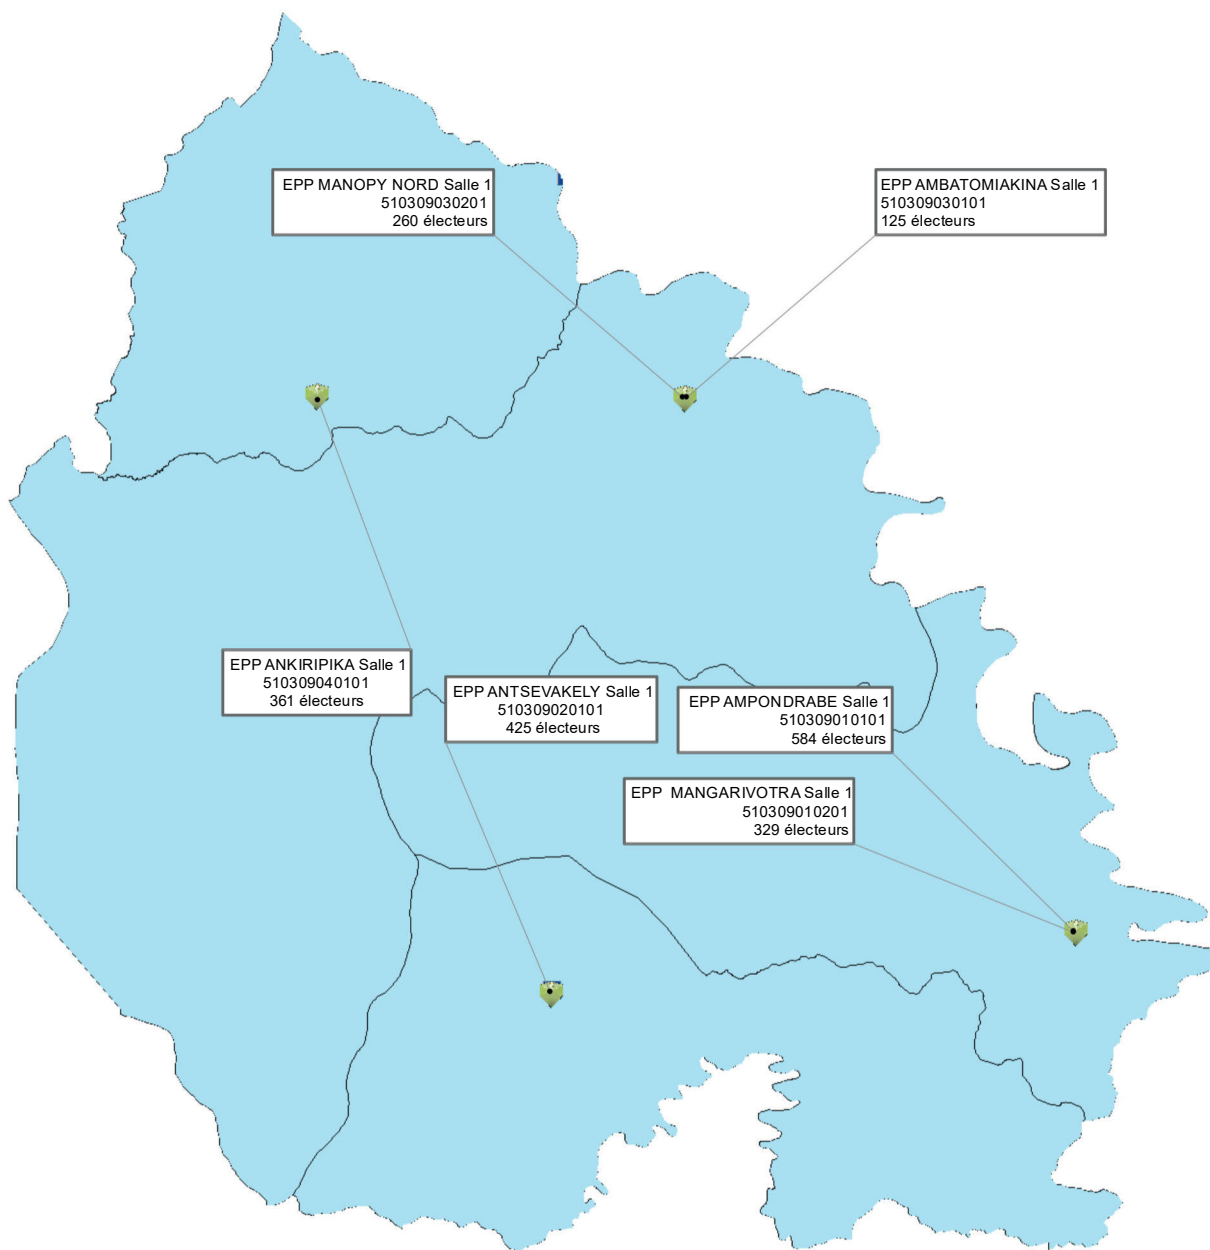 EPP MANOPY NORD Salle 1
510309030201
260 électeurs
EPP AMBATOMIAKINA Salle 1
510309030101
125 électeurs
EPP ANKIRIPIKA Salle 1
510309040101
361 électeurs
EPP ANTSEVAKELY Salle 1
510309020101
425 électeurs
EPP AMPONDRABE Salle 1
510309010101
584 électeurs
EPP MANGARIVOTRA Salle 1
510309010201
329 électeurs